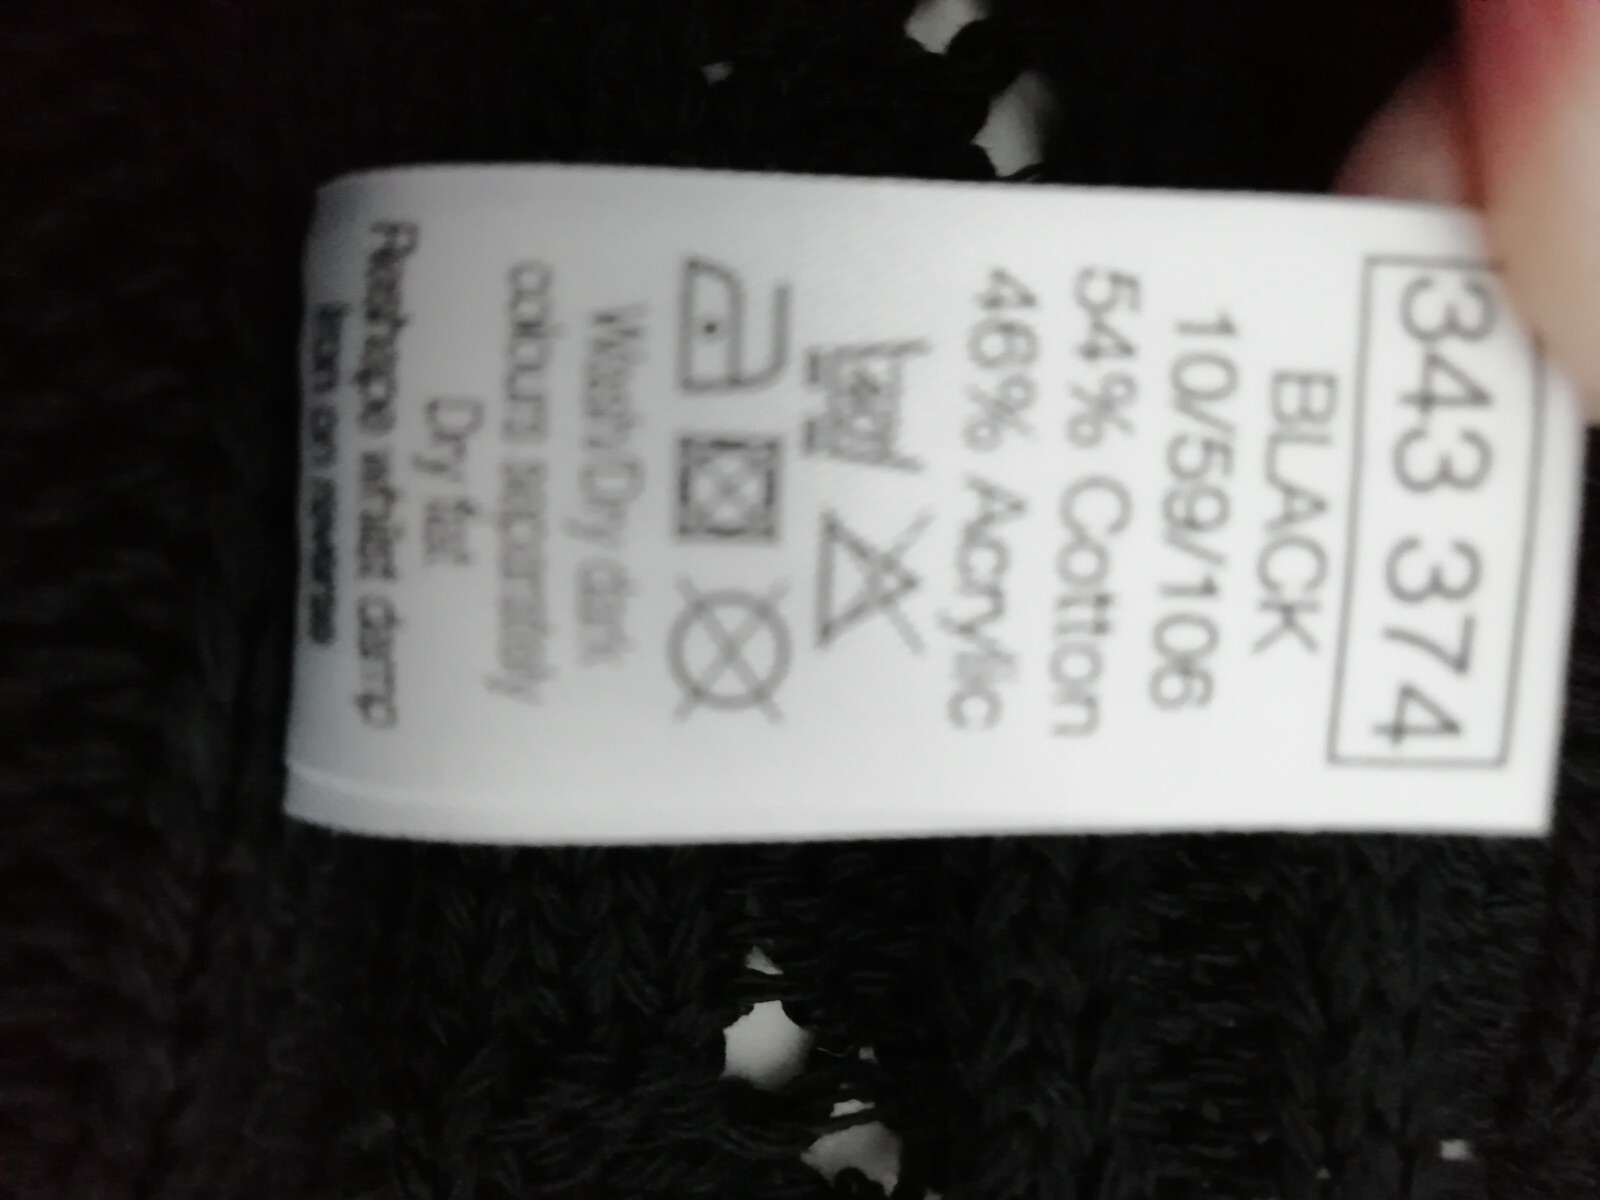 343 374
BLACK
10/59/106
54% Cotton
46% Acrylic
Wash/Dry dark
colours separately
Dry flat
Reshape whilst damp
Iron on reverse